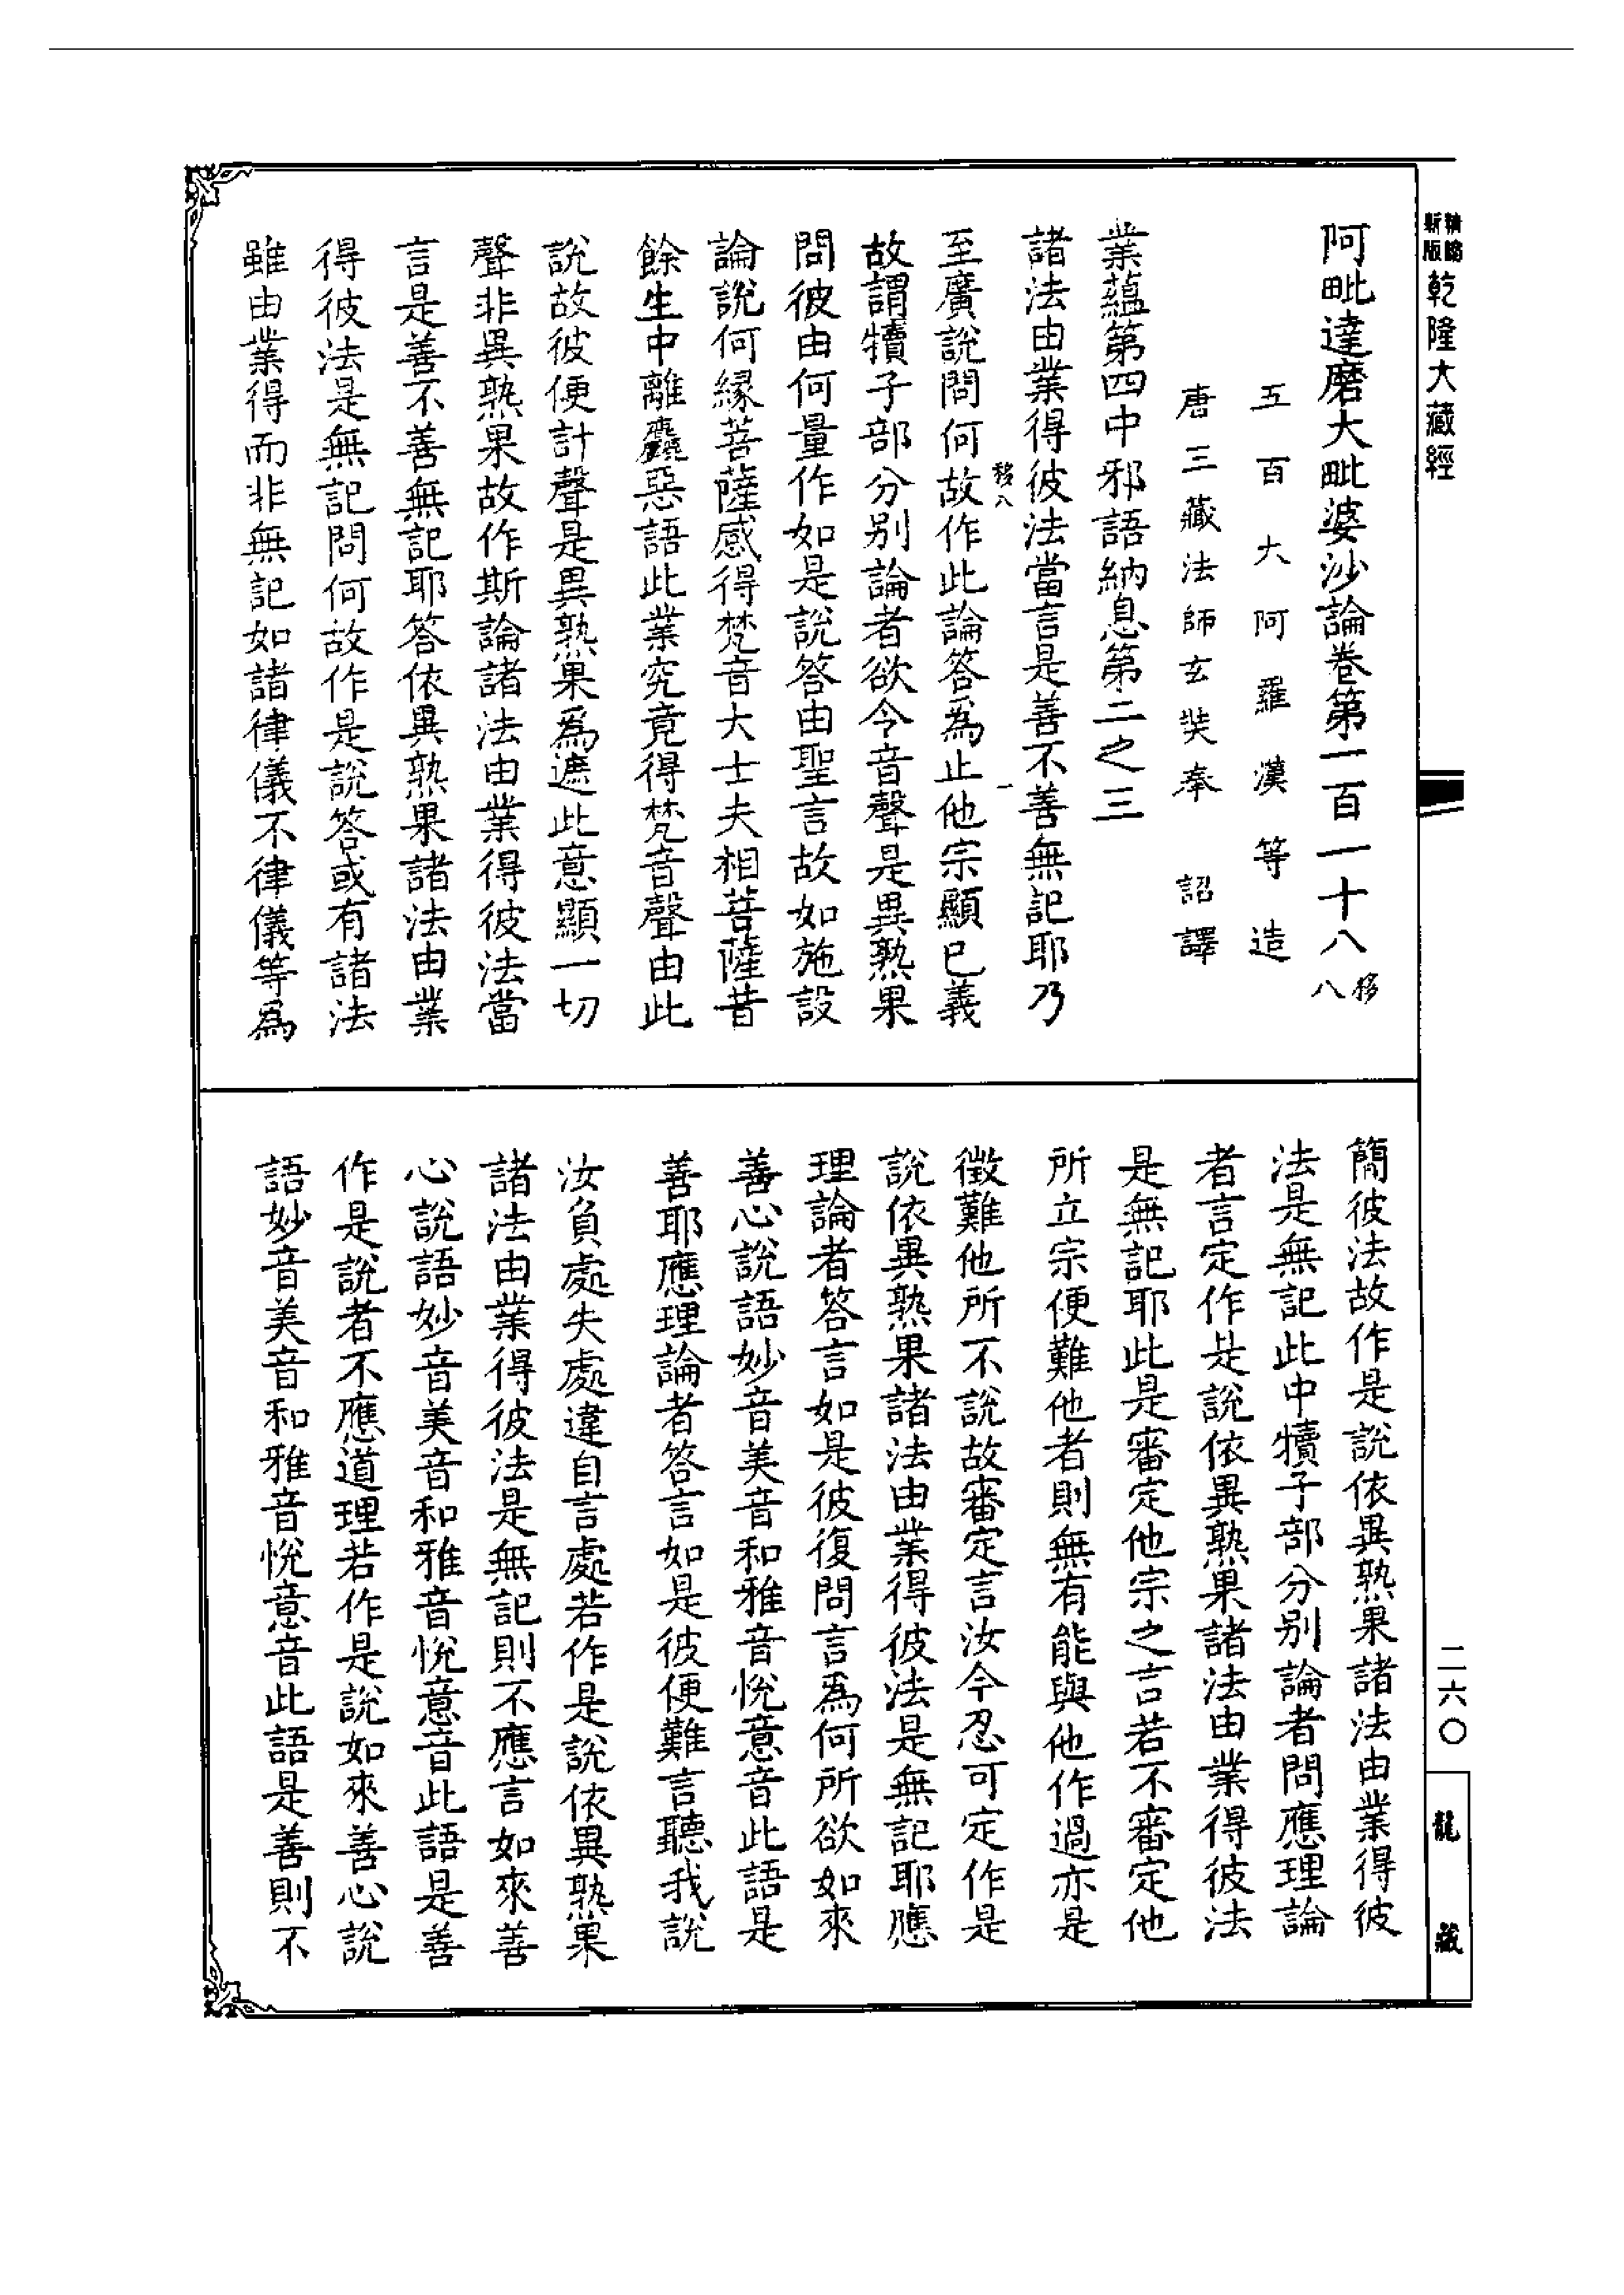 新版精縮乾隆大藏經
阿毗達磨大毗婆沙論卷第一百一十八 移八
五百大阿羅漢等造
唐三藏法師玄奘奉 詔譯
業蘊第四中邪語納息第二之三
諸法由業得彼法當言是善不善無記耶乃
移八 一
至廣說問何故作此論答為止他宗顯已義
故謂犢子部分别論者欲今音聲是異熟果
問彼由何量作如是說答由聖言故如施設
論說何緣菩薩感得梵音大士夫相菩薩昔
餘生中離麤惡語此業究竟得梵音聲由此
說故彼便計聲是異熟果為遮此意顯一切
聲非異熟果故作斯論諸法由業得彼法當
言是善不善無記耶答依異熟果諸法由業
得彼法是無記問何故作是說答或有諸法
雖由業得而非無記如諸律儀不律儀等為
簡彼法故作是說依異熟果諸法由業得彼
法是無記此中犢子部分别論者問應理論
者言定作是說依異熟果諸法由業得彼法
是無記耶此是審定他宗之言若不審定他
所立宗便難他者則無有能與他作過亦是
徵難他所不說故審定言汝今忍可定作是
說依異熟果諸法由業得彼法是無記耶應
理論者答言如是彼復問言為何所欲如來
善心說語妙音美音和雅音悅意音此語是
善耶應理論者答言如是彼便難言聽我說
汝負處失處違自言處若作是說依異熟果
諸法由業得彼法是無記則不應言如來善
心說語妙音美音和雅音悅意音此語是善
作是說者不應道理若作是說如來善心說
語妙音美音和雅音悅意音此語是善則不
二六〇
龍藏